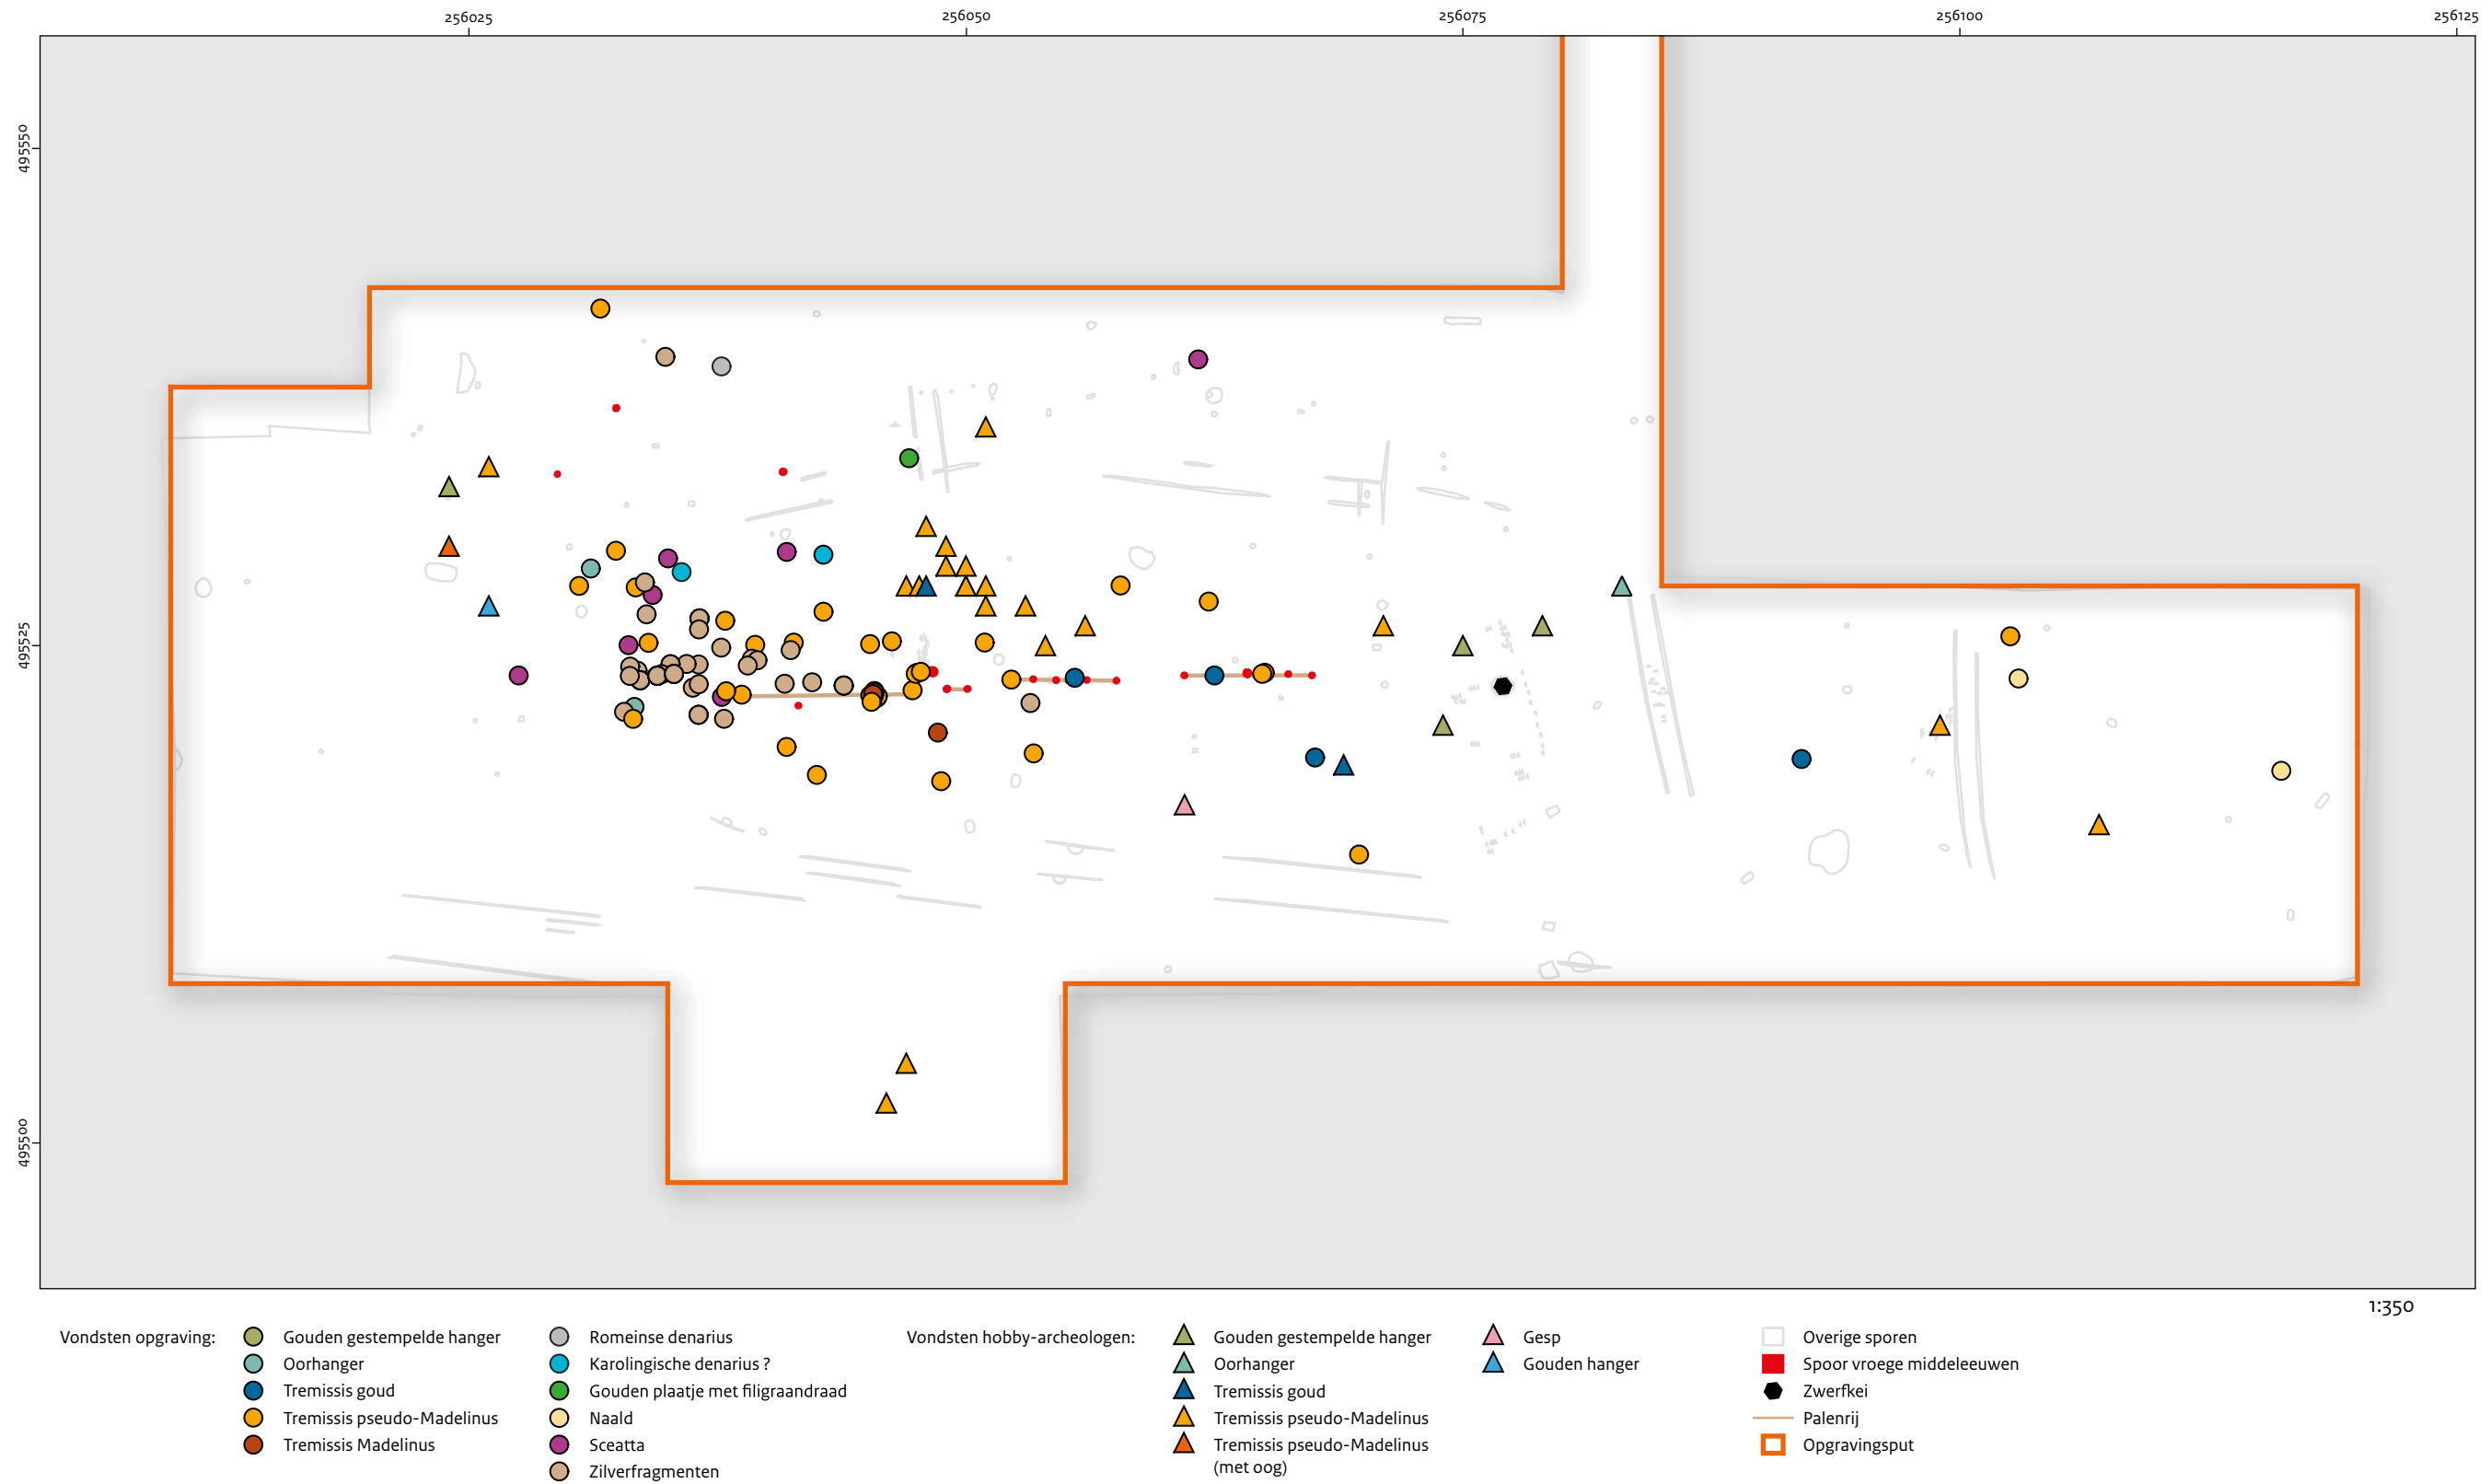 256025 256050 256075 256100 256125
495550
495525
495500
1:350
Vondsten opgraving:
Gouden gestempelde hanger
Oorhanger
Tremissis goud
Tremissis pseudo-Madelinus
Tremissis Madelinus
Romeinse denarius
Karolingische denarius ?
Gouden plaatje met filigraandraad
Naald
Sceatta
Zilverfragmenten
Vondsten hobby-archeologen:
Gouden gestempelde hanger
Oorhanger
Tremissis goud
Tremissis pseudo-Madelinus
Tremissis pseudo-Madelinus
(met oog)
Gesp
Gouden hanger
Overige sporen
Spoor vroege middeleeuwen
Zwerfkei
Palenrij
Opgravingsput